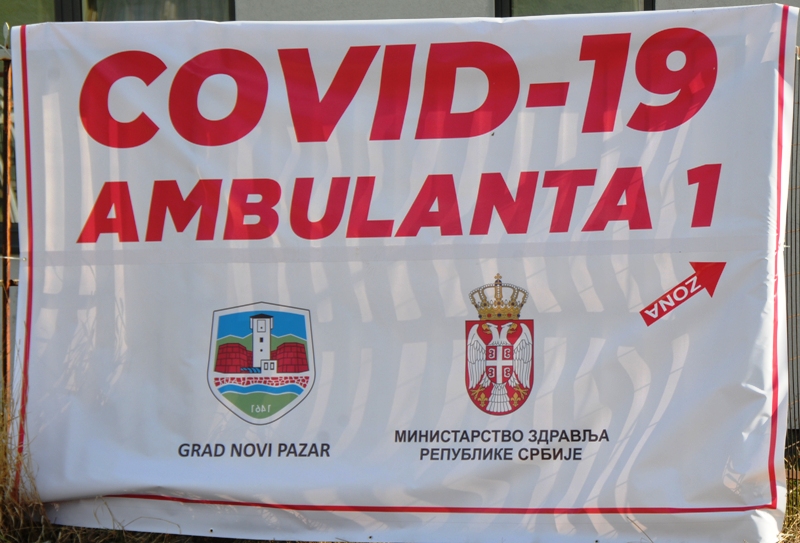 COVID-19
AMBULANTA 1
ZONA
1461
GRAD NOVI PAZAR
МИНИСТАРСТВО ЗДРАВЉА
РЕПУБЛИКЕ СРБИЈЕ